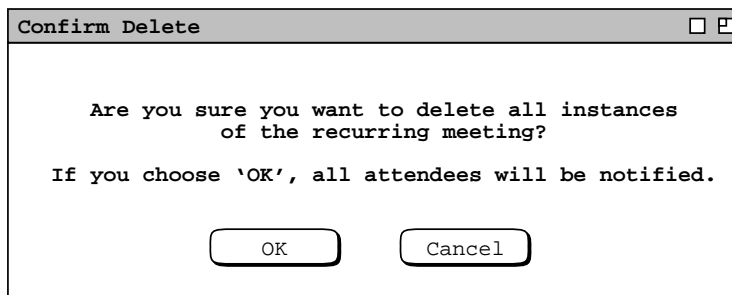 Confirm Delete
Are you sure you want to delete all instances
of the recurring meeting?
If you choose ‘OK’, all attendees will be notified.
OK
Cancel